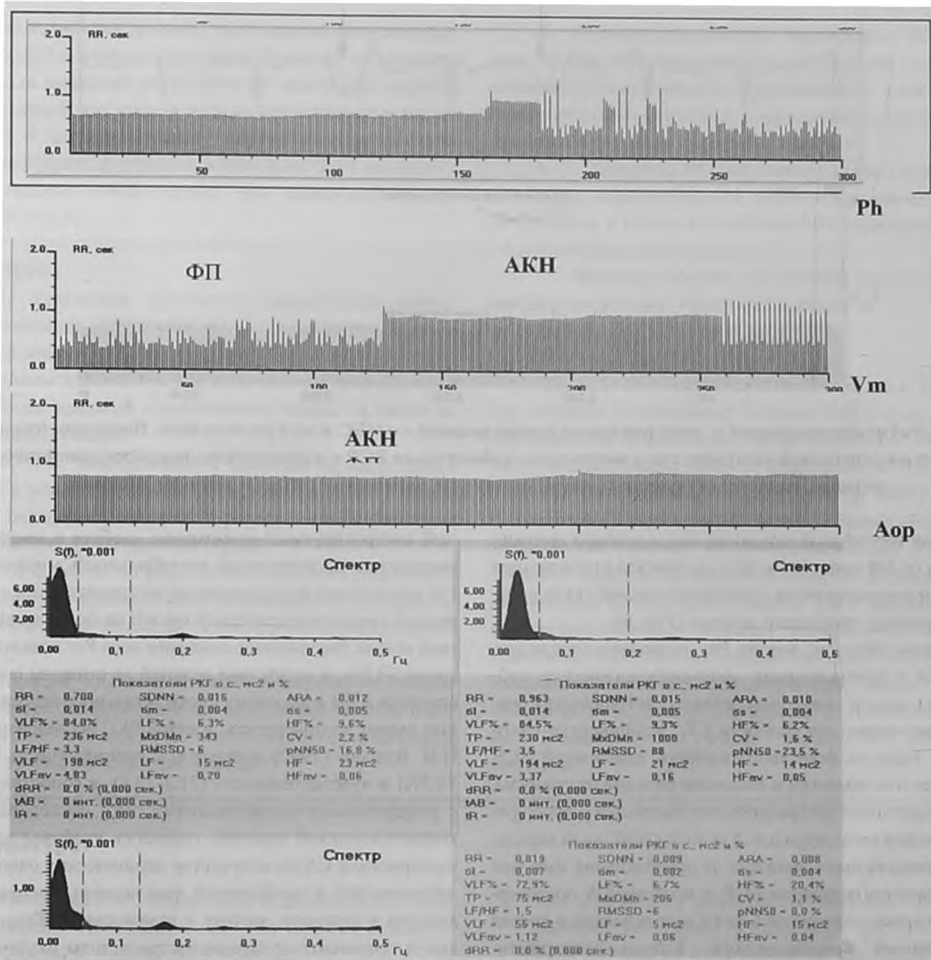 2.0 RR, сек
1.0
0.0
50 100 150 200 250 300
Ph
2.0 RR, сек
ФП АКН
1.0
0.0
50 100 150 200 250 300
Vm
2.0 RR, сек
АКН
1.0
0.0
Аор
S(f), *0.001 Спектр
6,00
4,00
2,00
0,0 0,1 0,2 0,3 0,4 0,5
Гц
Показатели РКГ в с., мс2 и %
RR = 0,700 SDNN = 0,015 ARA = 0,012
σl = 0,014 σm = 0,004 σs = 0,005
VLF% = 84,0% LF% = 6,3% HF% = 9,6%
TP = 236 мс2 MxDMn = 343 CV = 2,2 %
LF/HF = 3,3 RMSSD = 6 pNN50 = 16,8 %
VLF = 198 мс2 LF = 15 мс2 HF = 23 мс2
VLFav = 4,83 LFav = 0,20 HFav = 0,06
dRR = 0,0 % (0,000 сек.)
tAB = 0 инт. (0,000 сек.)
tR = 0 инт. (0,000 сек.)
S(f), *0.001 Спектр
6,00
4,00
2,00
0,0 0,1 0,2 0,3 0,4 0,5
Гц
Показатели РКГ в с., мс2 и %
RR = 0,963 SDNN = 0,015 ARA = 0,010
σl = 0,014 σm = 0,005 σs = 0,004
VLF% = 84,5% LF% = 9,3% HF% = 6,2%
TP = 230 мс2 MxDMn = 1000 CV = 1,6 %
LF/HF = 3,5 RMSSD = 88 pNN50 = 23,5 %
VLF = 194 мс2 LF = 21 мс2 HF = 14 мс2
VLFav = 3,37 LFav = 0,16 HFav = 0,05
dRR = 0,0 % (0,000 сек.)
tAB = 0 инт. (0,000 сек.)
tR = 0 инт. (0,000 сек.)
S(f), *0.001 Спектр
1,00
0,0 0,1 0,2 0,3 0,4 0,5
Гц
Показатели РКГ в с., мс2 и %
RR = 0,819 SDNN = 0,009 ARA = 0,008
σl = 0,007 σm = 0,002 σs = 0,004
VLF% = 72,9% LF% = 6,7% HF% = 20,4%
TP = 75 мс2 MxDMn = 206 CV = 1,1 %
LF/HF = 1,5 RMSSD = 6 pNN50 = 0,0 %
VLF = 55 мс2 LF = 5 мс2 HF = 15 мс2
VLFav = 1,12 LFav = 0,06 HFav = 0,04
dRR = 0,0 % (0,000 сек.)